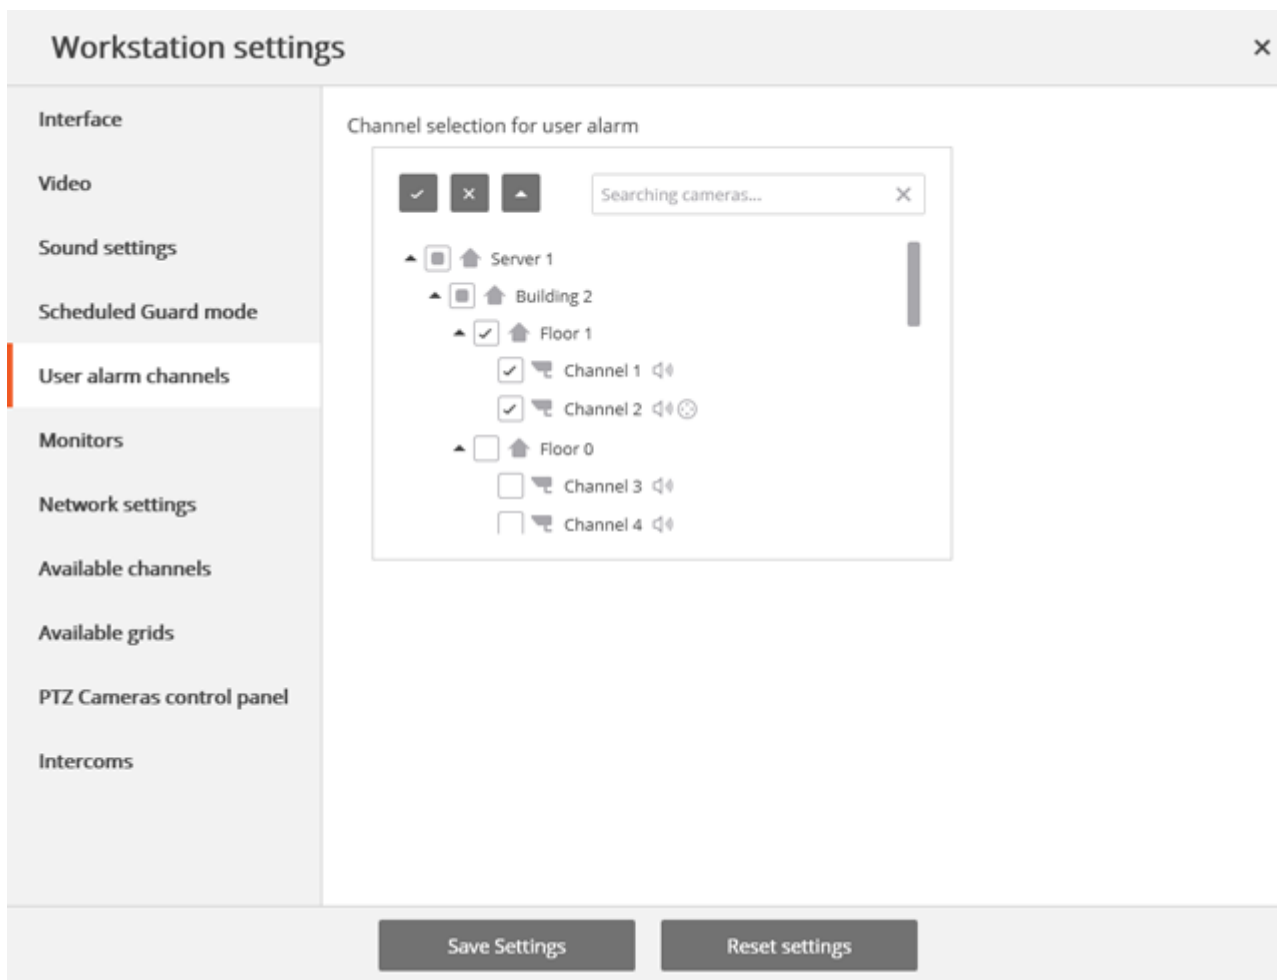 Workstation settings
Interface
Video
Sound settings
Scheduled Guard mode
User alarm channels
Monitors
Network settings
Available channels
Available grids
PTZ Cameras control panel
Intercoms
Channel selection for user alarm
Searching cameras...
Server 1
Building 2
Floor 1
Channel 1
Channel 2
Floor 0
Channel 3
Channel 4
Save Settings
Reset settings